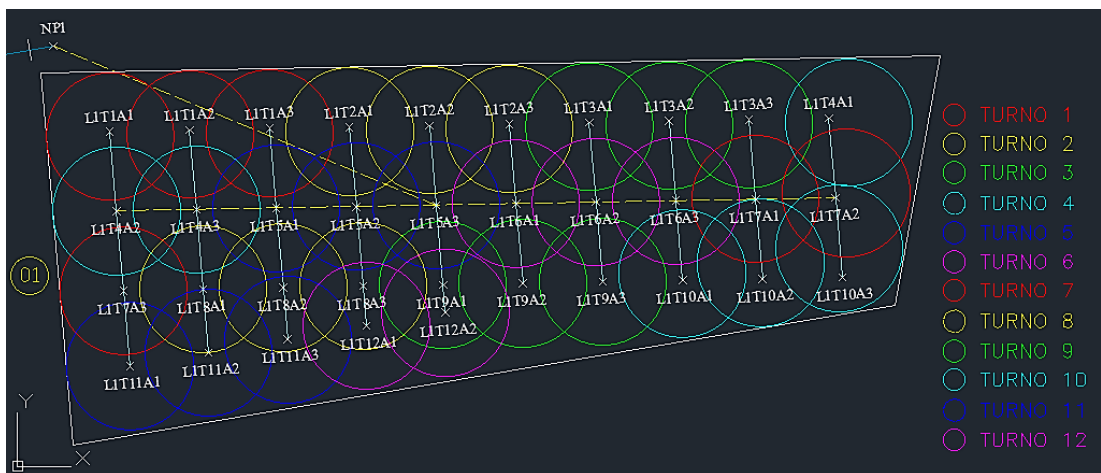 NP1
L1T1A1 L1T1A2 L1T1A3 L1T2A1 L1T2A2 L1T2A3 L1T3A1 L1T3A2 L1T3A3 L1T4A1
L1T4A2 L1T4A3 L1T5A1 L1T5A2 L1T5A3 L1T6A1 L1T6A2 L1T6A3 L1T7A1 L1T7A2
01
L1T7A3 L1T8A1 L1T8A2 L1T8A3 L1T9A1 L1T9A2 L1T9A3 L1T10A1 L1T10A2 L1T10A3
L1T11A1 L1T11A2 L1T11A3 L1T12A1 L1T12A2
TURNO 1
TURNO 2
TURNO 3
TURNO 4
TURNO 5
TURNO 6
TURNO 7
TURNO 8
TURNO 9
TURNO 10
TURNO 11
TURNO 12
Y
X